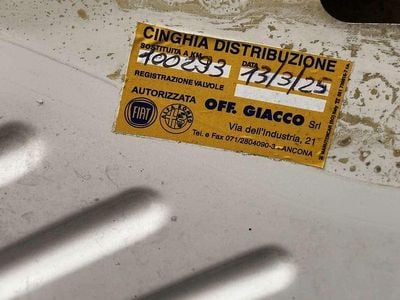 CINGHIA DISTRIBUZIONE
SOSTITUITA A KM. DATA
100293 13/3/25
REGISTRAZIONE VALVOLE
AUTORIZZATA
FIAT OFF. GIACCO Srl
Via dell'Industria, 21
Tel. e Fax 071/2804090-3 ANCONA